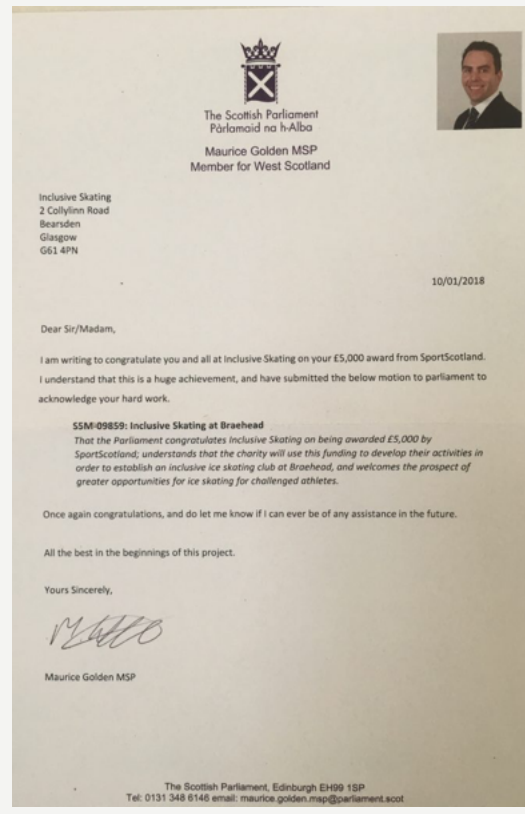 The Scottish Parliament
Pàrlamaid na h-Alba
Maurice Golden MSP
Member for West Scotland
Inclusive Skating
2 Collylinn Road
Bearsden
Glasgow
G61 4PN
10/01/2018
Dear Sir/Madam,
I am writing to congratulate you and all at Inclusive Skating on your £5,000 award from SportScotland.
I understand that this is a huge achievement, and have submitted the below motion to parliament to
acknowledge your hard work.
S5M-09859: Inclusive Skating at Braehead
That the Parliament congratulates Inclusive Skating on being awarded £5,000 by
SportScotland; understands that the charity will use this funding to develop their activities in
order to establish an inclusive ice skating club at Braehead, and welcomes the prospect of
greater opportunities for ice skating for challenged athletes.
Once again congratulations, and do let me know if I can ever be of any assistance in the future.
All the best in the beginnings of this project.
Yours Sincerely,
Maurice Golden MSP
The Scottish Parliament, Edinburgh EH99 1SP
Tel: 0131 348 6146 email: maurice.golden.msp@parliament.scot